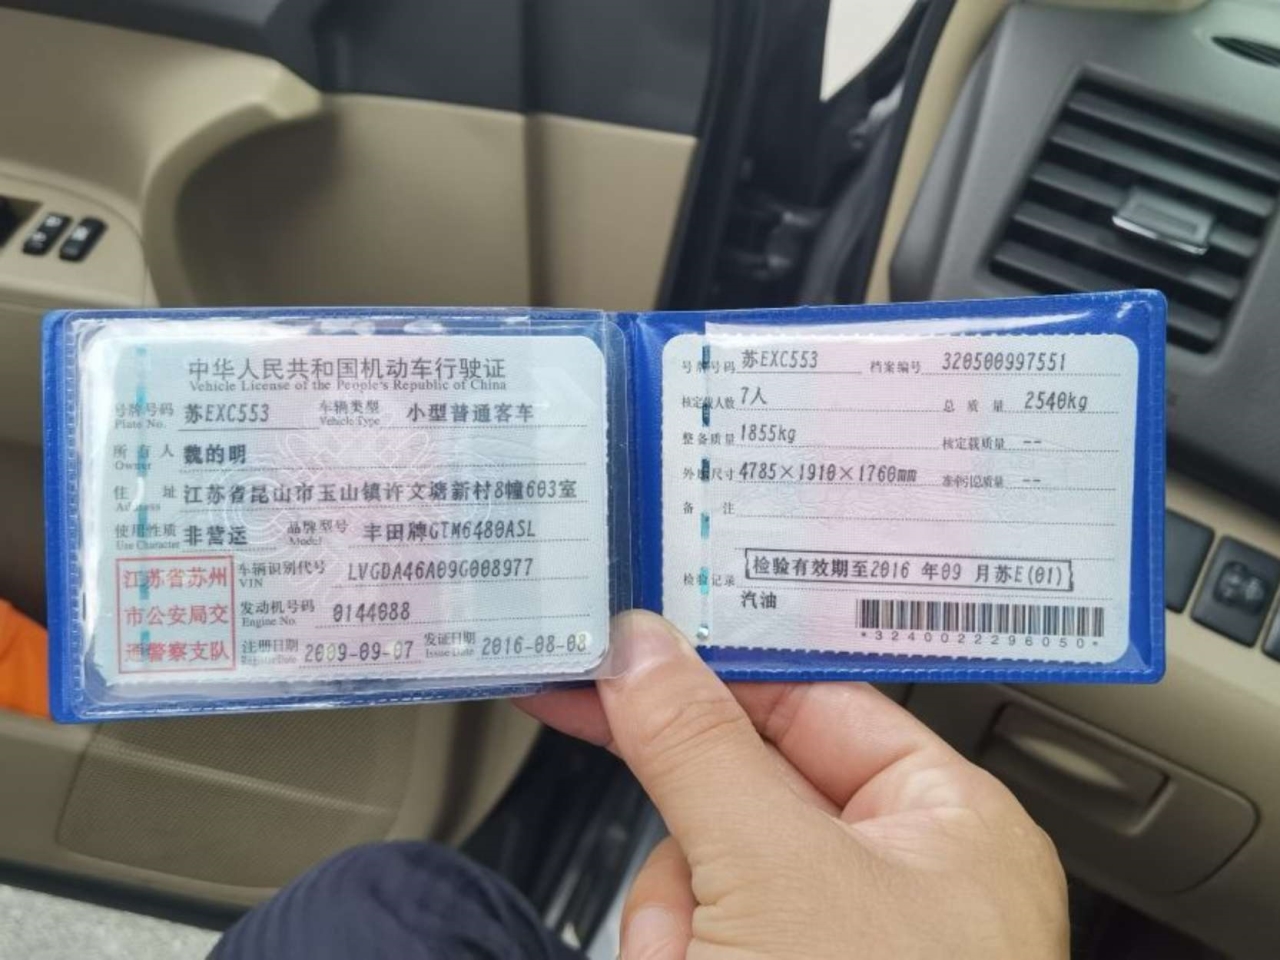 中华人民共和国机动车行驶证
Vehicle License of the People's Republic of China
号牌号码 苏EXC553 车辆类型 小型普通客车
Plate No. Vehicle Type
所有人 魏的明
Owner
住址 江苏省昆山市玉山镇许文塘新村8幢603室
Address
使用性质 非营运 品牌型号 丰田牌GTM6480ASL
Use Character Model
江苏省苏州
市公安局交
通警察支队
车辆识别代号 LVGDA46A09G008977
VIN
发动机号码 0144088
Engine No.
注册日期 2009-09-07 发证日期 2016-08-08
Register Date Issue Date
号牌号码 苏EXC553 档案编号 320500997551
核定载人数 7人 总质量 2540kg
整备质量 1855kg 核定载质量 --
外廓尺寸 4785×1910×1760mm 准牵引总质量 --
备注
检验记录 检验有效期至2016 年09 月苏E(01)
汽油
*3240022296050*